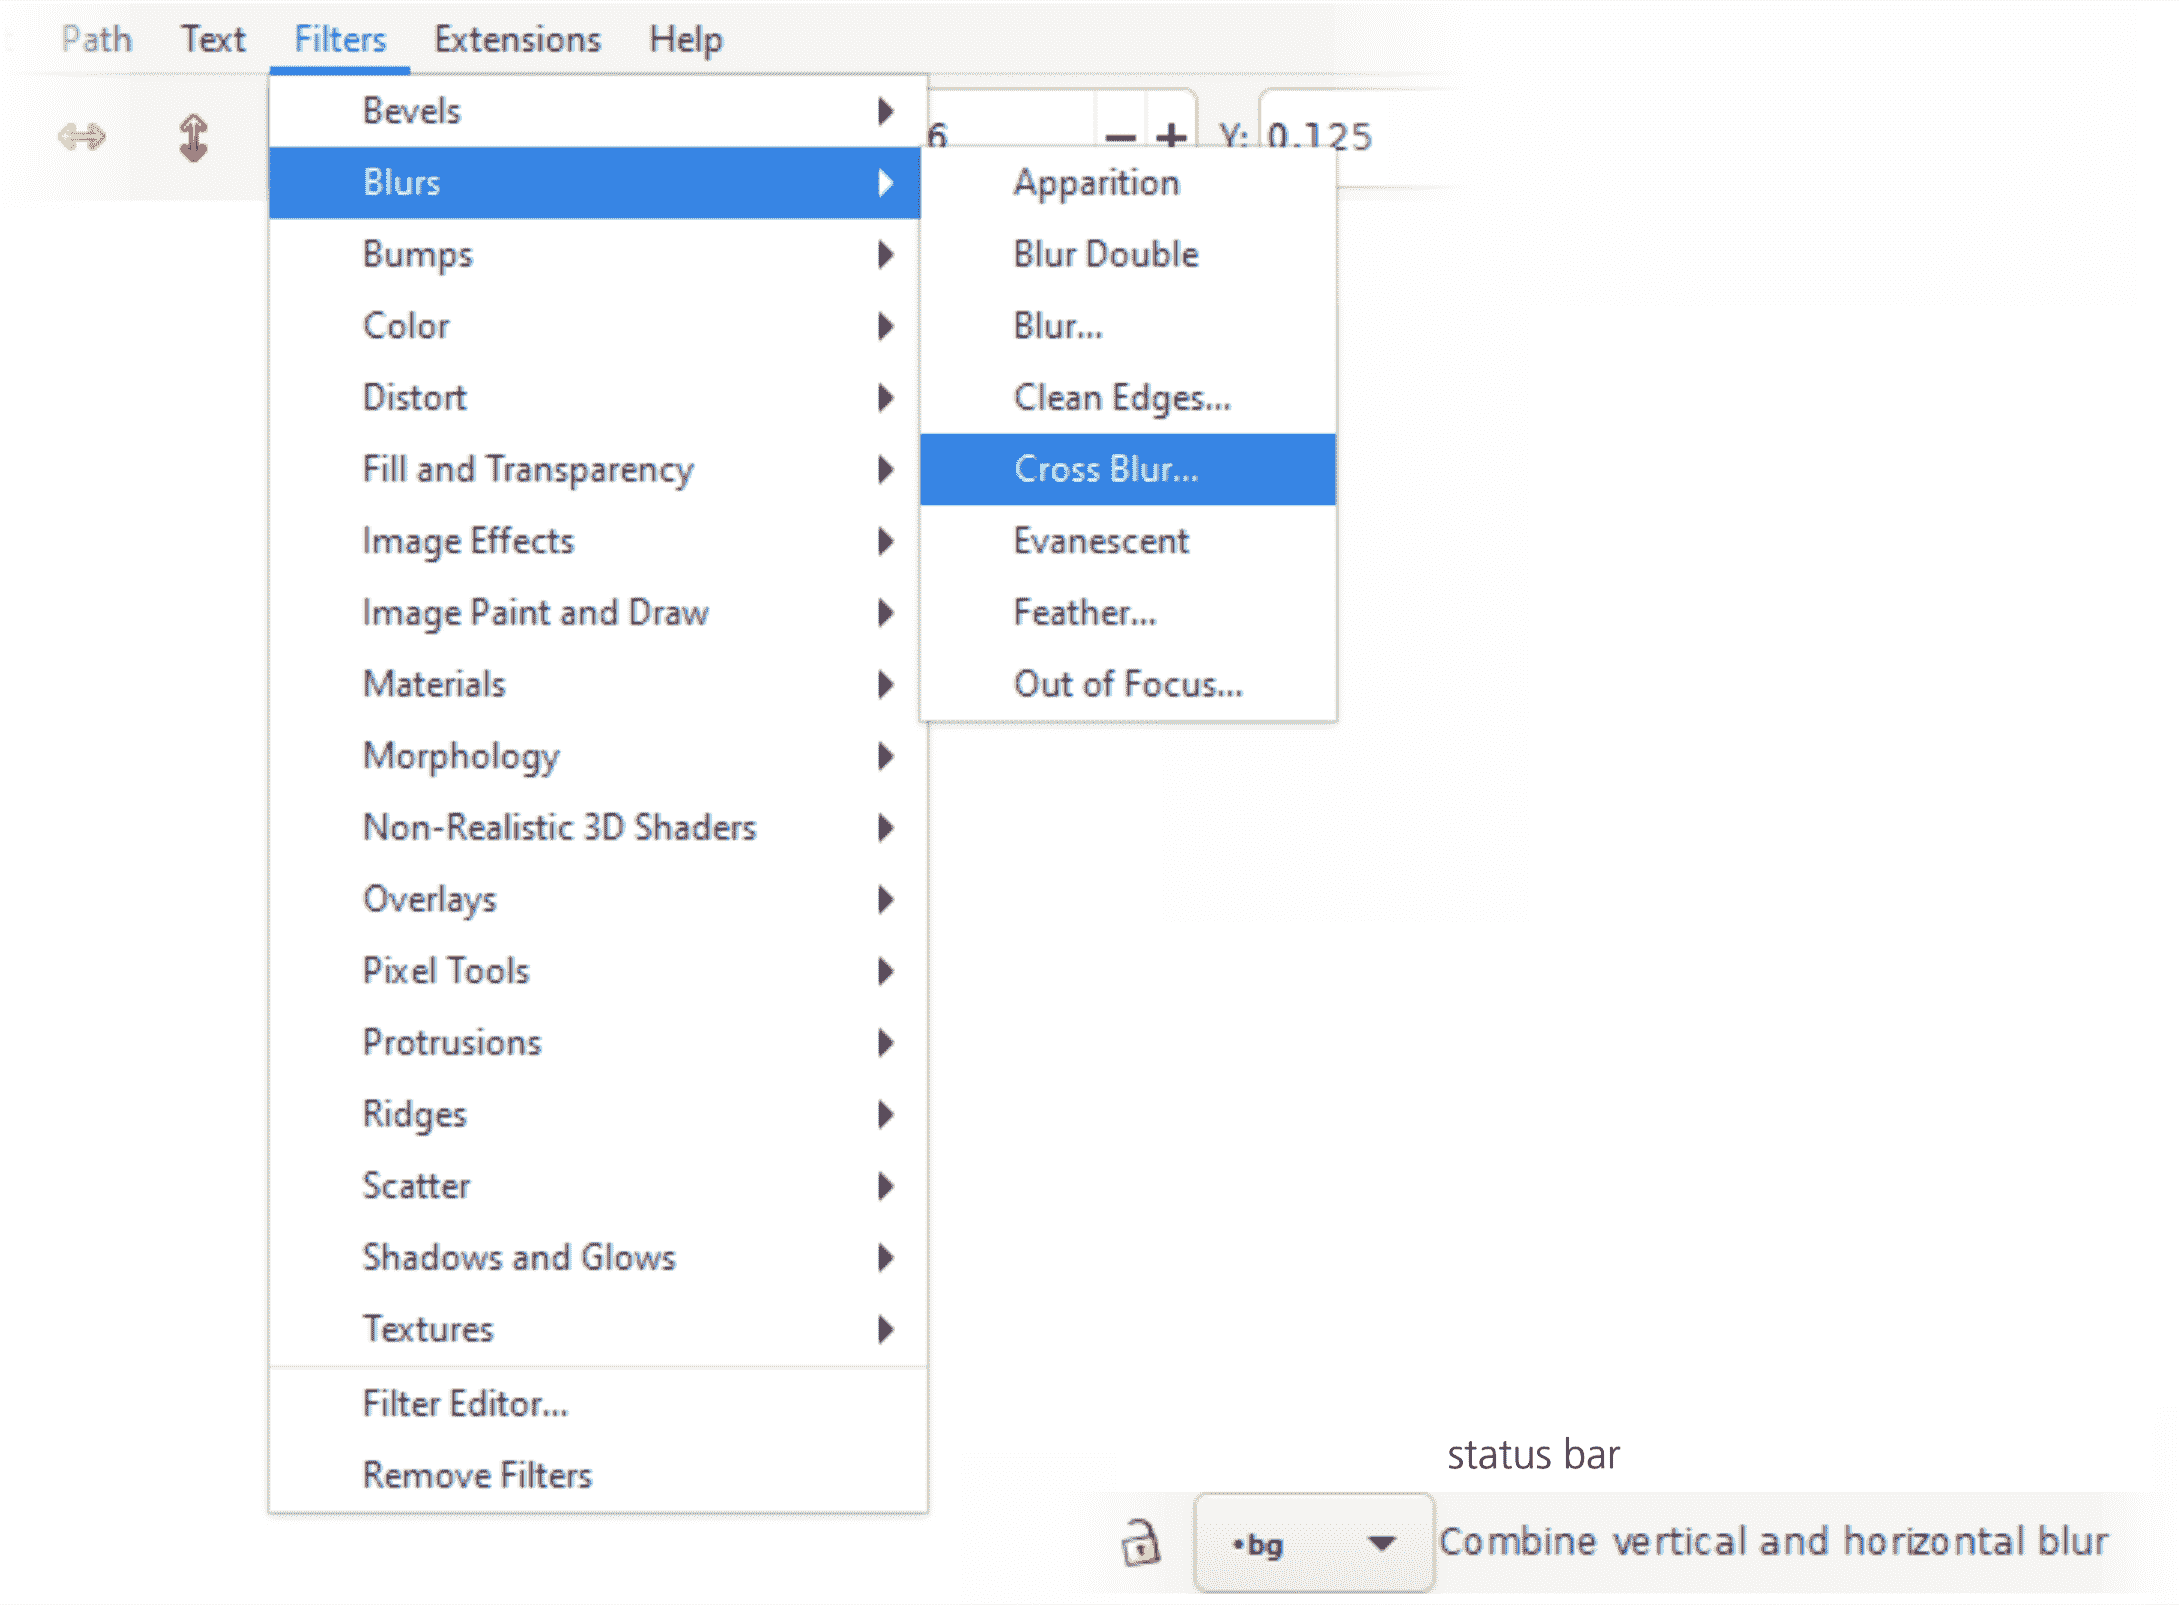 Path Text Filters Extensions Help
6 − + Y: 0.125
Bevels
Blurs
Bumps
Color
Distort
Fill and Transparency
Image Effects
Image Paint and Draw
Materials
Morphology
Non-Realistic 3D Shaders
Overlays
Pixel Tools
Protrusions
Ridges
Scatter
Shadows and Glows
Textures
Filter Editor...
Remove Filters
Apparition
Blur Double
Blur...
Clean Edges...
Cross Blur...
Evanescent
Feather...
Out of Focus...
status bar
•bg Combine vertical and horizontal blur